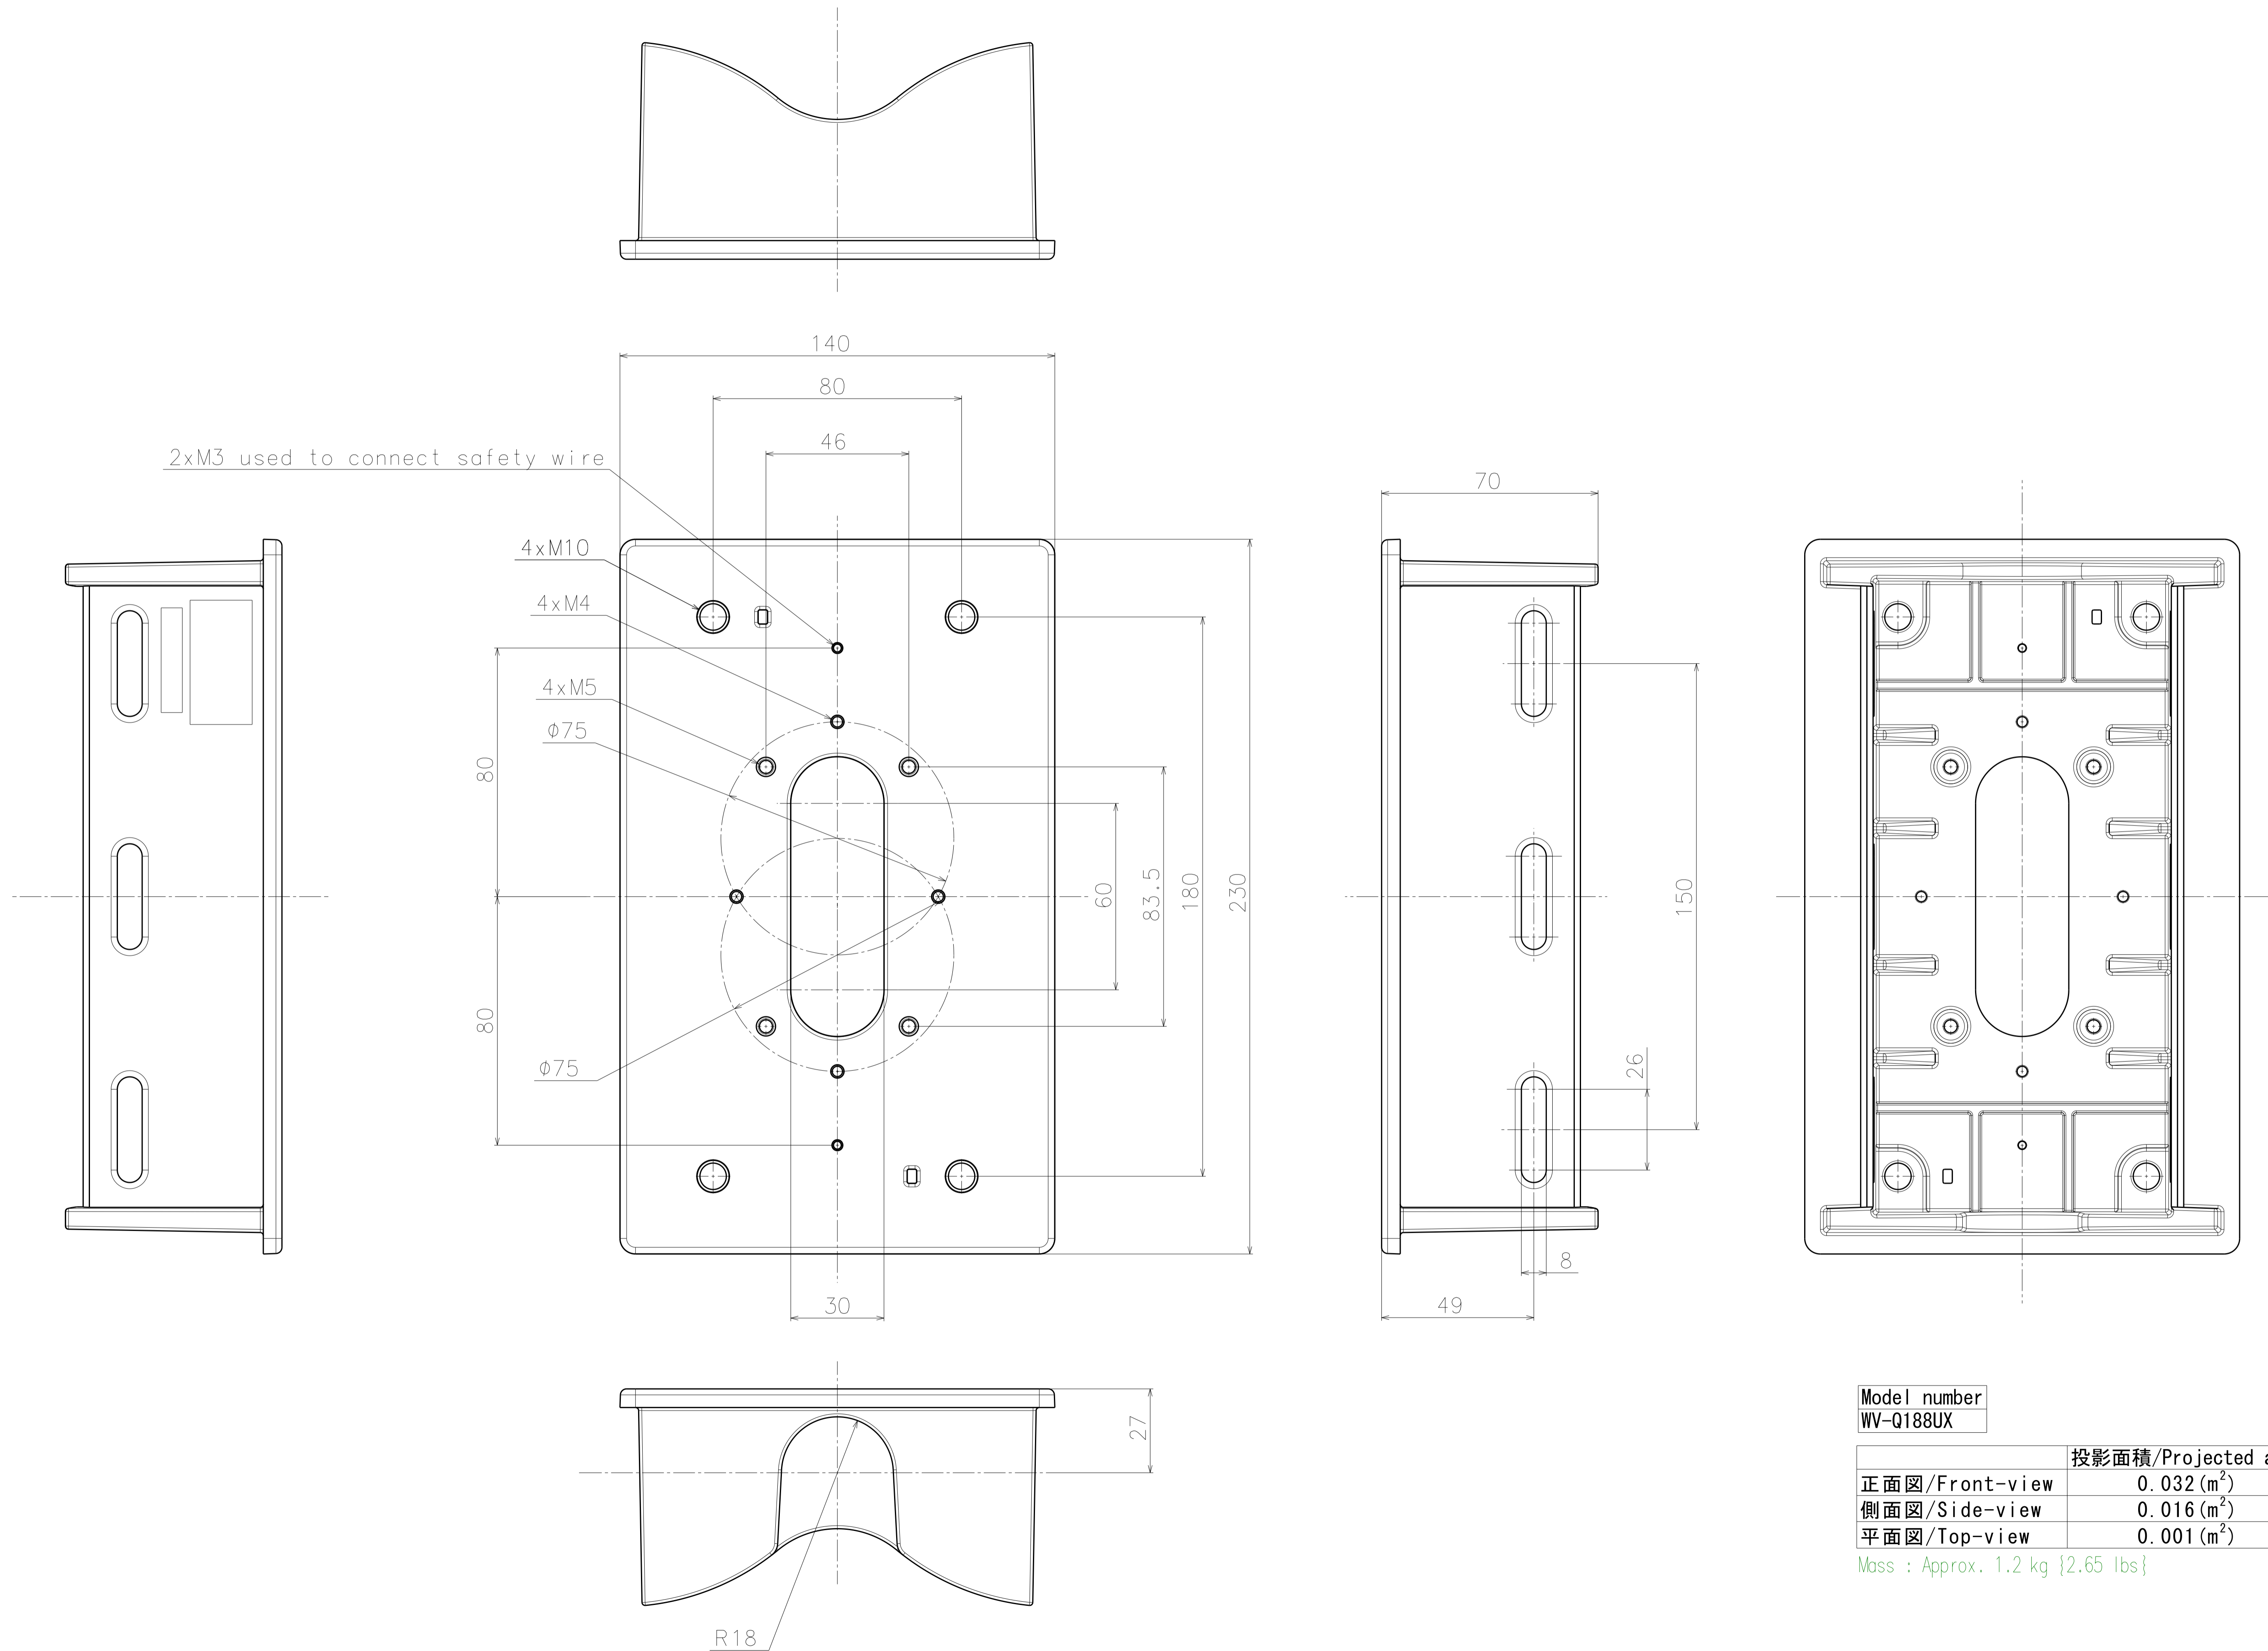 140
80
46
2xM3 used to connect safety wire
70
4xM10
4xM4
4xM5
φ75
80
60
83.5
180
230
150
80
26
φ75
8
30
49
27
Model number
WV-Q188UX
投影面積/Projected a
正面図/Front-view 0.032(m²)
側面図/Side-view 0.016(m²)
平面図/Top-view 0.001(m²)
Mass : Approx. 1.2 kg {2.65 lbs}
R18